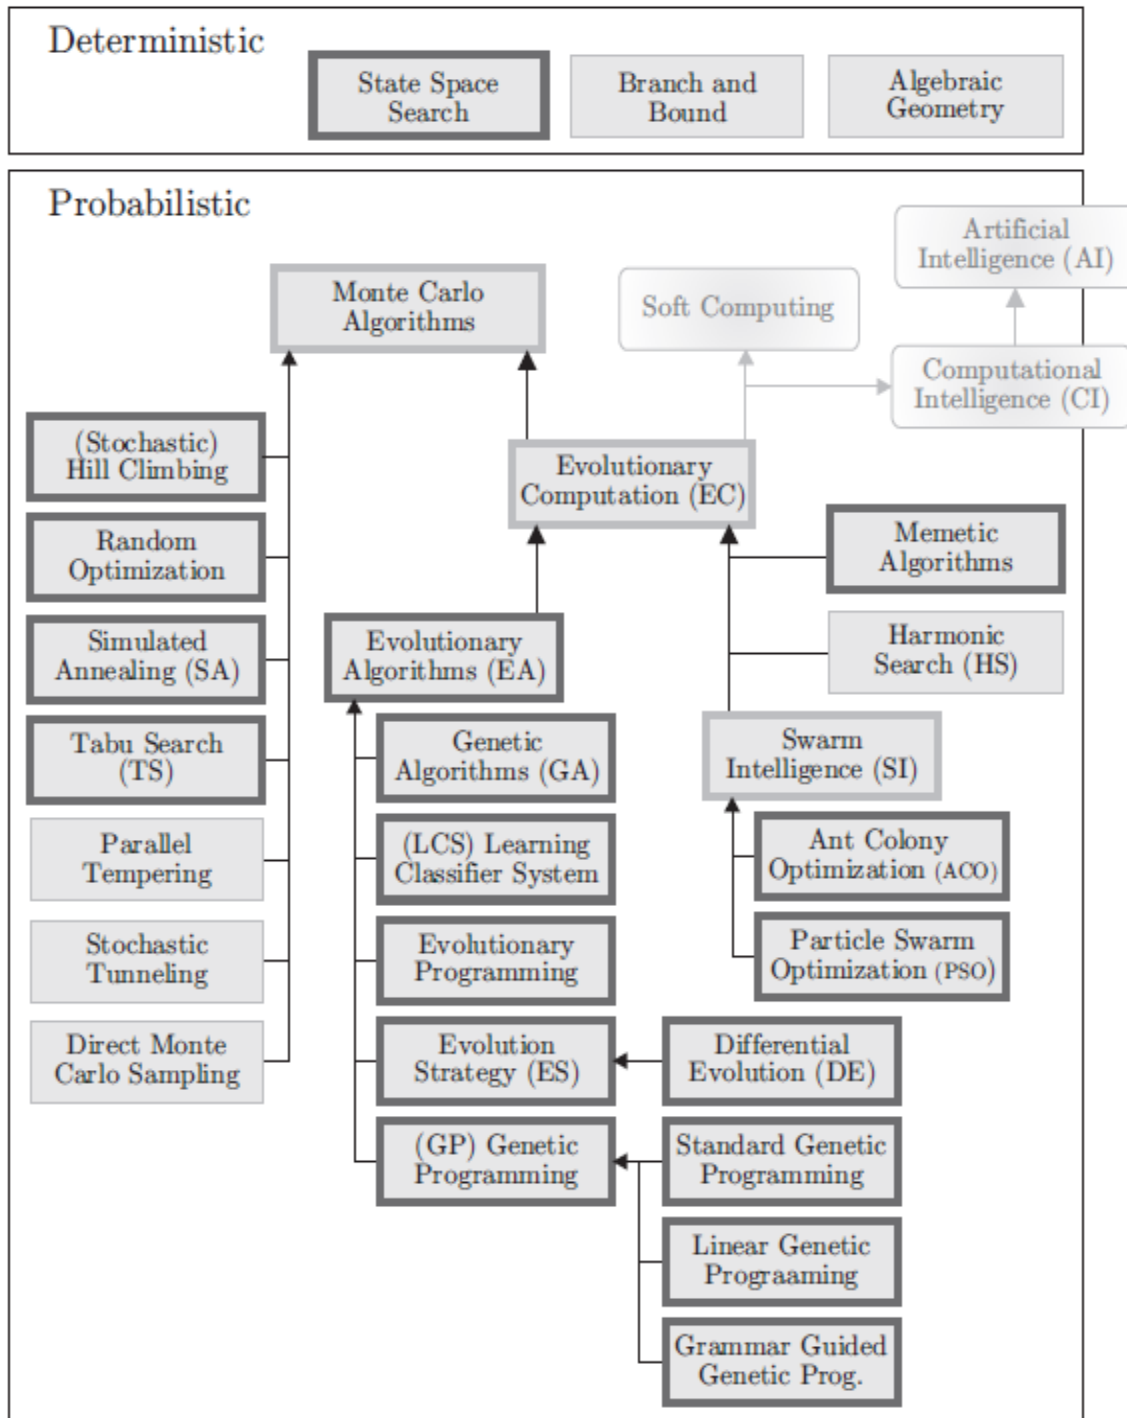 Deterministic
State Space
Search
Branch and
Bound
Algebraic
Geometry
Probabilistic
Artificial
Intelligence (AI)
Monte Carlo
Algorithms
Soft Computing
Computational
Intelligence (CI)
(Stochastic)
Hill Climbing
Evolutionary
Computation (EC)
Random
Optimization
Memetic
Algorithms
Simulated
Annealing (SA)
Evolutionary
Algorithms (EA)
Harmonic
Search (HS)
Tabu Search
(TS)
Genetic
Algorithms (GA)
Swarm
Intelligence (SI)
Parallel
Tempering
(LCS) Learning
Classifier System
Ant Colony
Optimization (ACO)
Stochastic
Tunneling
Evolutionary
Programming
Particle Swarm
Optimization (PSO)
Direct Monte
Carlo Sampling
Evolution
Strategy (ES)
Differential
Evolution (DE)
(GP) Genetic
Programming
Standard Genetic
Programming
Linear Genetic
Prograaming
Grammar Guided
Genetic Prog.